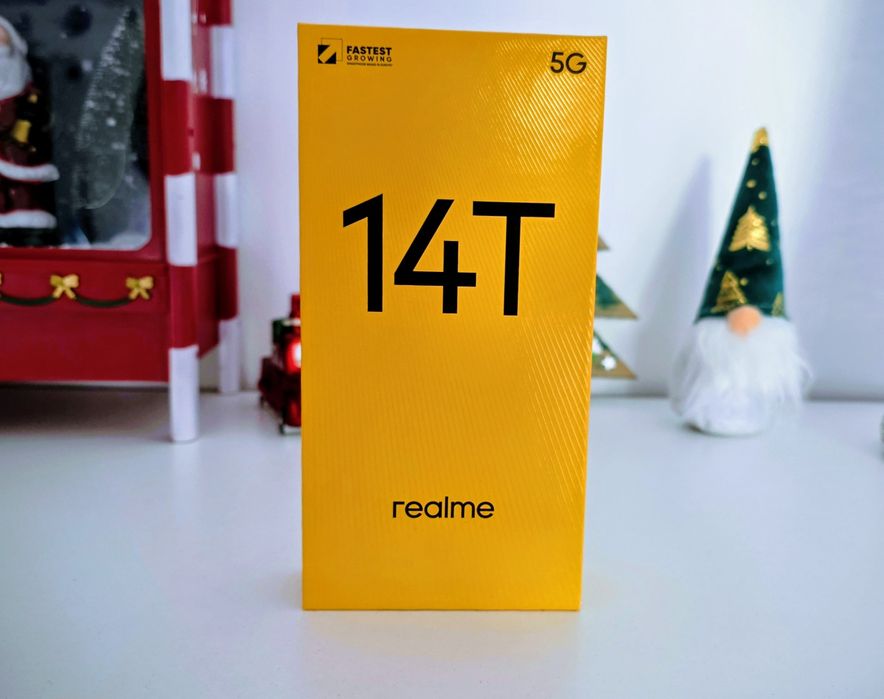 FASTEST
GROWING
5G
14T
realme